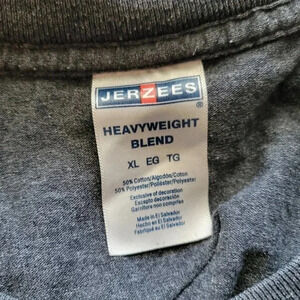 JERZEES
®
HEAVYWEIGHT
BLEND
XL EG TG
50% Cotton/Algodón/Coton
50% Polyester/Poliéster/Polyester
Exclusive of decoration
Excepto decoración
Garniture non comprise
Made in El Salvador
Hecho en El Salvador
Fabriqué au El Salvador